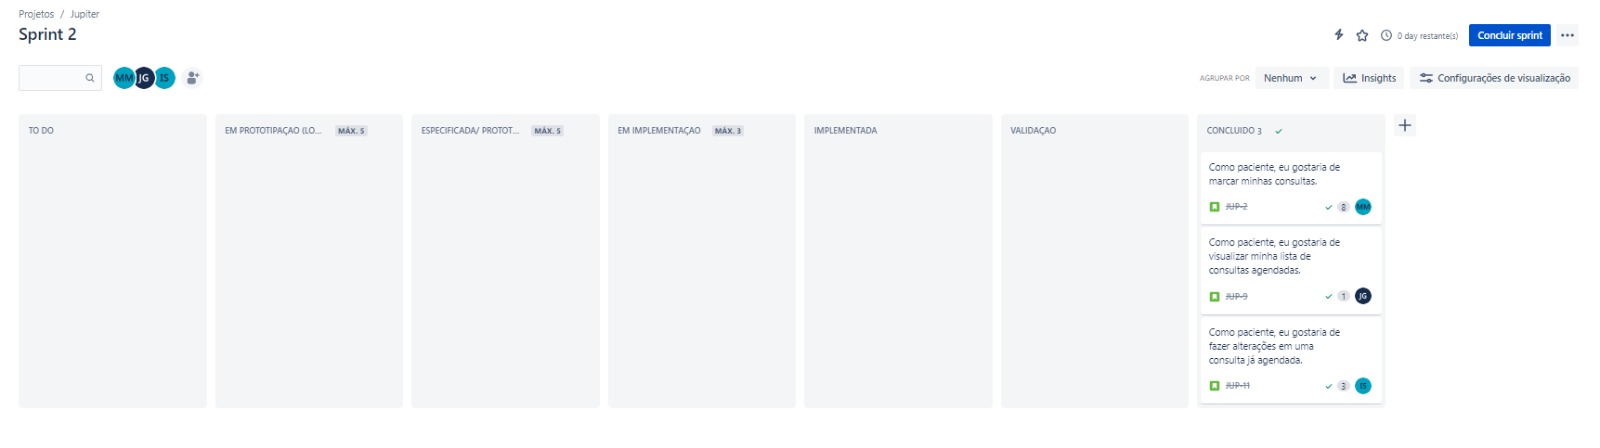 Projetos / Jupiter
Sprint 2
0 day restante(s)
Concluir sprint
MM JG IS
AGRUPAR POR Nenhum Insights Configurações de visualização
TO DO
EM PROTOTIPAÇAO (LO... MÁX. 5
ESPECIFICADA/ PROTOT... MÁX. 5
EM IMPLEMENTAÇAO MÁX. 3
IMPLEMENTADA
VALIDAÇAO
CONCLUIDO 3
Como paciente, eu gostaria de
marcar minhas consultas.
JUP-2 8 MM
Como paciente, eu gostaria de
visualizar minha lista de
consultas agendadas.
JUP-9 1 JG
Como paciente, eu gostaria de
fazer alterações em uma
consulta já agendada.
JUP-11 3 IS